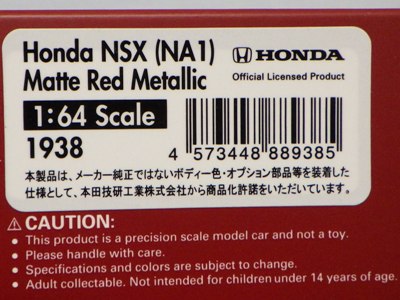 Honda NSX (NA1)
Matte Red Metallic
HONDA
Official Licensed Product
1:64 Scale
1938
4 573448 889385
本製品は、メーカー純正ではないボディー色・オプション部品等を装着した
仕様として、本田技研工業株式会社から商品化許諾をいただいています。
⚠CAUTION:
• This product is a precision scale model car and not a toy.
• Please handle with care.
• Specifications and colors are subject to change.
• Adult collectable. Not intended for children under 14 years of age.